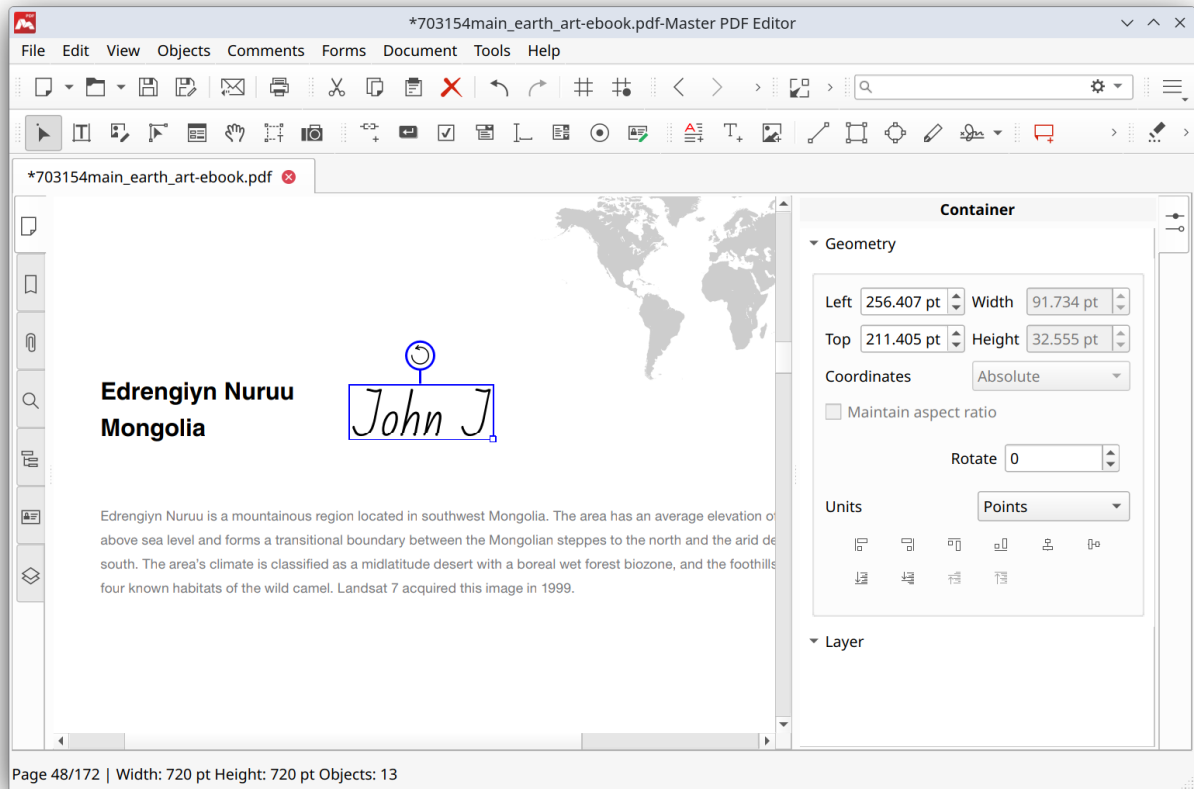 *703154main_earth_art-ebook.pdf-Master PDF Editor
File Edit View Objects Comments Forms Document Tools Help
*703154main_earth_art-ebook.pdf
Container
Geometry
Left 256.407 pt Width 91.734 pt
Top 211.405 pt Height 32.555 pt
Coordinates Absolute
Maintain aspect ratio
Rotate 0
Units Points
Layer
Edrengiyn Nuruu
Mongolia
John J
Edrengiyn Nuruu is a mountainous region located in southwest Mongolia. The area has an average elevation
above sea level and forms a transitional boundary between the Mongolian steppes to the north and the arid
south. The area's climate is classified as a midlatitude desert with a boreal wet forest biozone, and the foothills
four known habitats of the wild camel. Landsat 7 acquired this image in 1999.
Page 48/172 | Width: 720 pt Height: 720 pt Objects: 13